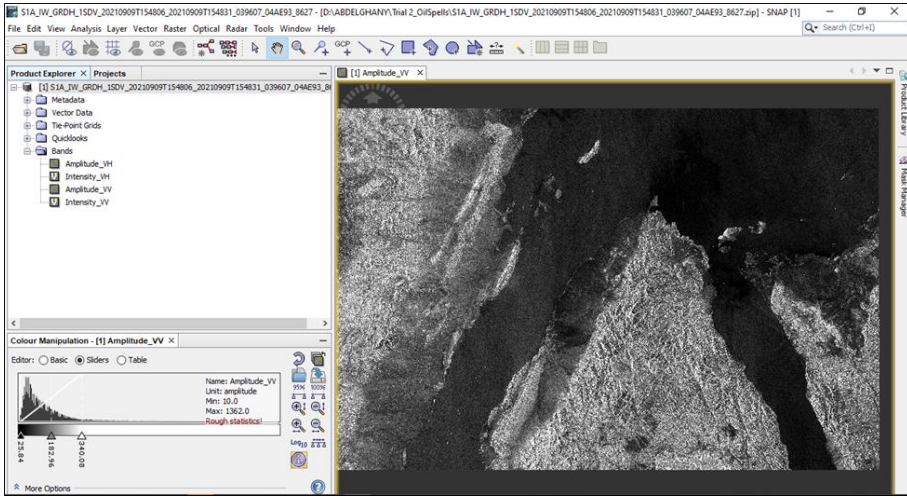 S1A_IW_GRDH_1SDV_20210909T154806_20210909T154831_039607_04AE93_8627 - [D:\ABDELGHANY\Trial 2_OilSpells\S1A_IW_GRDH_1SDV_20210909T154806_20210909T154831_039607_04AE93_8627.zip] - SNAP [1]
File Edit View Analysis Layer Vector Raster Optical Radar Tools Window Help
Search (Ctrl+I)
GCP GCP
Product Explorer Projects
[1] Amplitude_VV
[1] S1A_IW_GRDH_1SDV_20210909T154806_20210909T154831_039607_04AE93_8
Metadata
Vector Data
Tie-Point Grids
Quicklooks
Bands
Amplitude_VH
Intensity_VH
Amplitude_VV
Intensity_VV
Product Library
Mask Manager
Colour Manipulation - [1] Amplitude_VV
Editor: Basic Sliders Table
Name: Amplitude_VV
Unit: amplitude
Min: 10.0
Max: 1362.0
Rough statistics!
95% 100%
Log10
25.84 182.96 340.08
More Options